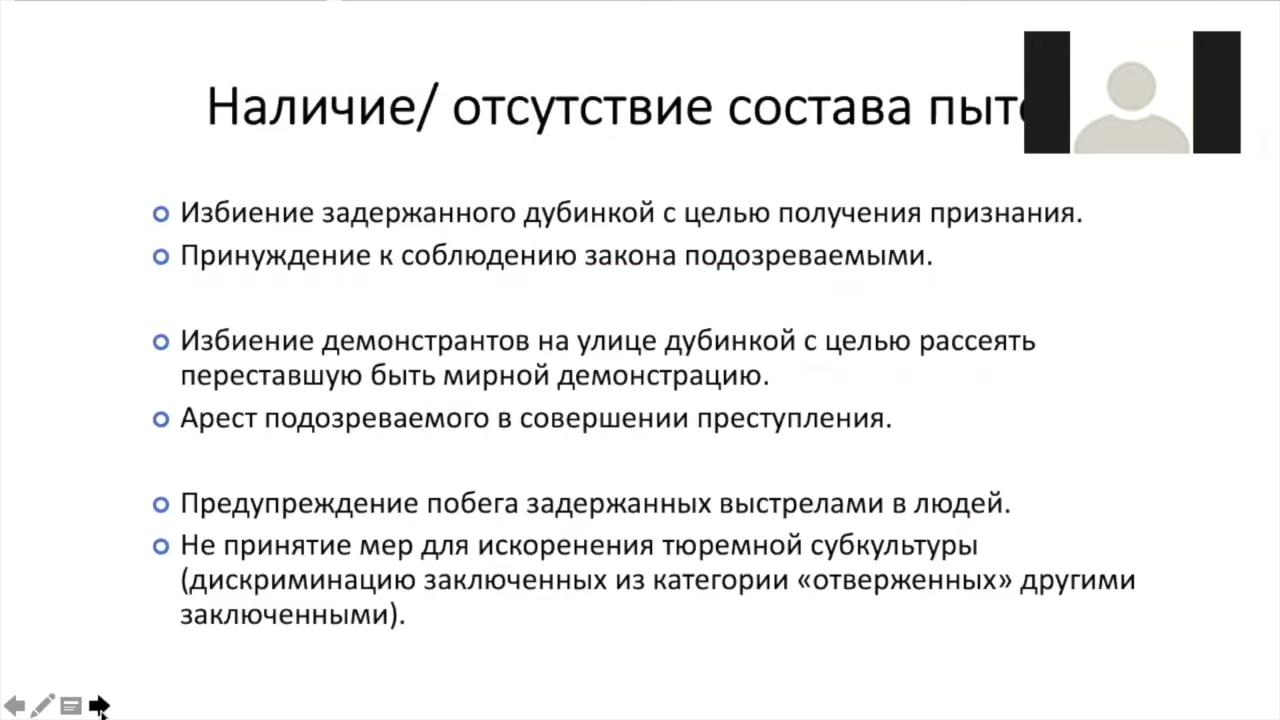 Наличие/ отсутствие состава
Избиение задержанного дубинкой с целью получения признания.
Принуждение к соблюдению закона подозреваемыми.
Избиение демонстрантов на улице дубинкой с целью рассеять
переставшую быть мирной демонстрацию.
Арест подозреваемого в совершении преступления.
Предупреждение побега задержанных выстрелами в людей.
Не принятие мер для искоренения тюремной субкультуры
(дискриминацию заключенных из категории «отверженных» другими
заключенными).